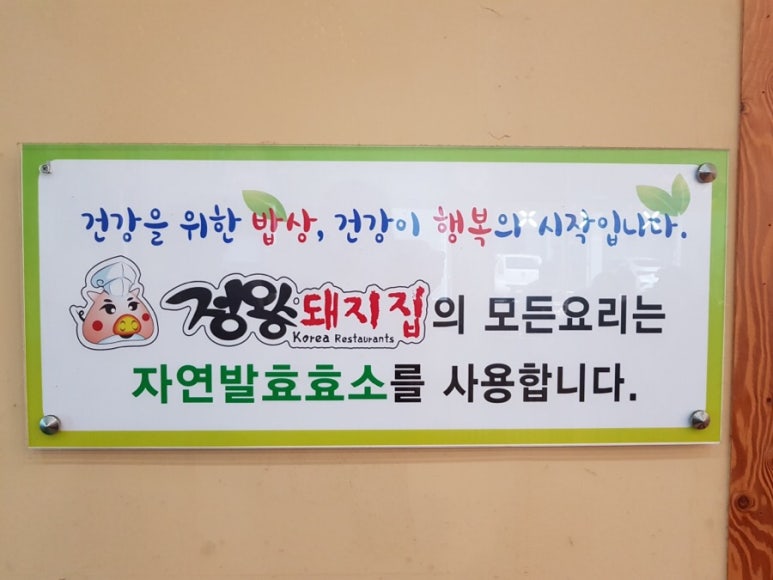 건강을 위한 밥상, 건강이 행복의 시작입니다.
정왕돼지집의 모든요리는
Korea Restaurants
자연발효효소를 사용합니다.